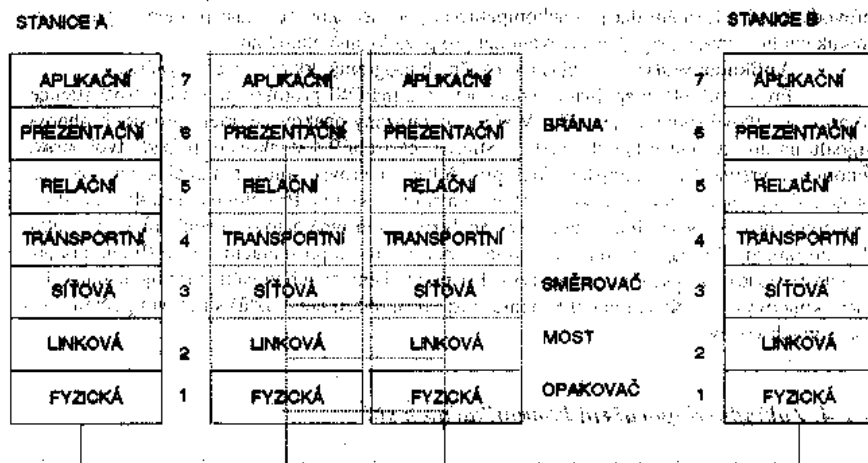 STANICE A STANICE B
APLIKAČNÍ 7 APLIKAČNÍ APLIKAČNÍ 7 APLIKAČNÍ
PREZENTAČNÍ 6 PREZENTAČNÍ PREZENTAČNÍ BRÁNA 6 PREZENTAČNÍ
RELAČNÍ 5 RELAČNÍ RELAČNÍ 5 RELAČNÍ
TRANSPORTNÍ 4 TRANSPORTNÍ TRANSPORTNÍ 4 TRANSPORTNÍ
SÍŤOVÁ 3 SÍŤOVÁ SÍŤOVÁ SMĚROVAČ 3 SÍŤOVÁ
LINKOVÁ 2 LINKOVÁ LINKOVÁ MOST 2 LINKOVÁ
FYZICKÁ 1 FYZICKÁ FYZICKÁ OPAKOVAČ 1 FYZICKÁ